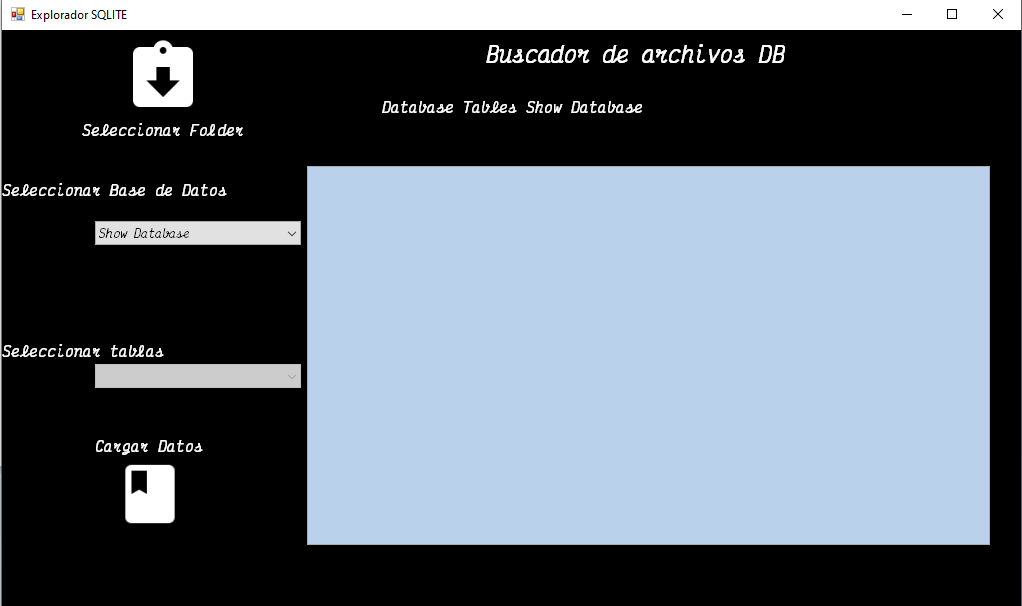 Explorador SQLITE
Buscador de archivos DB
Database Tables Show Database
Seleccionar Folder
Seleccionar Base de Datos
Show Database
Seleccionar tablas
Cargar Datos